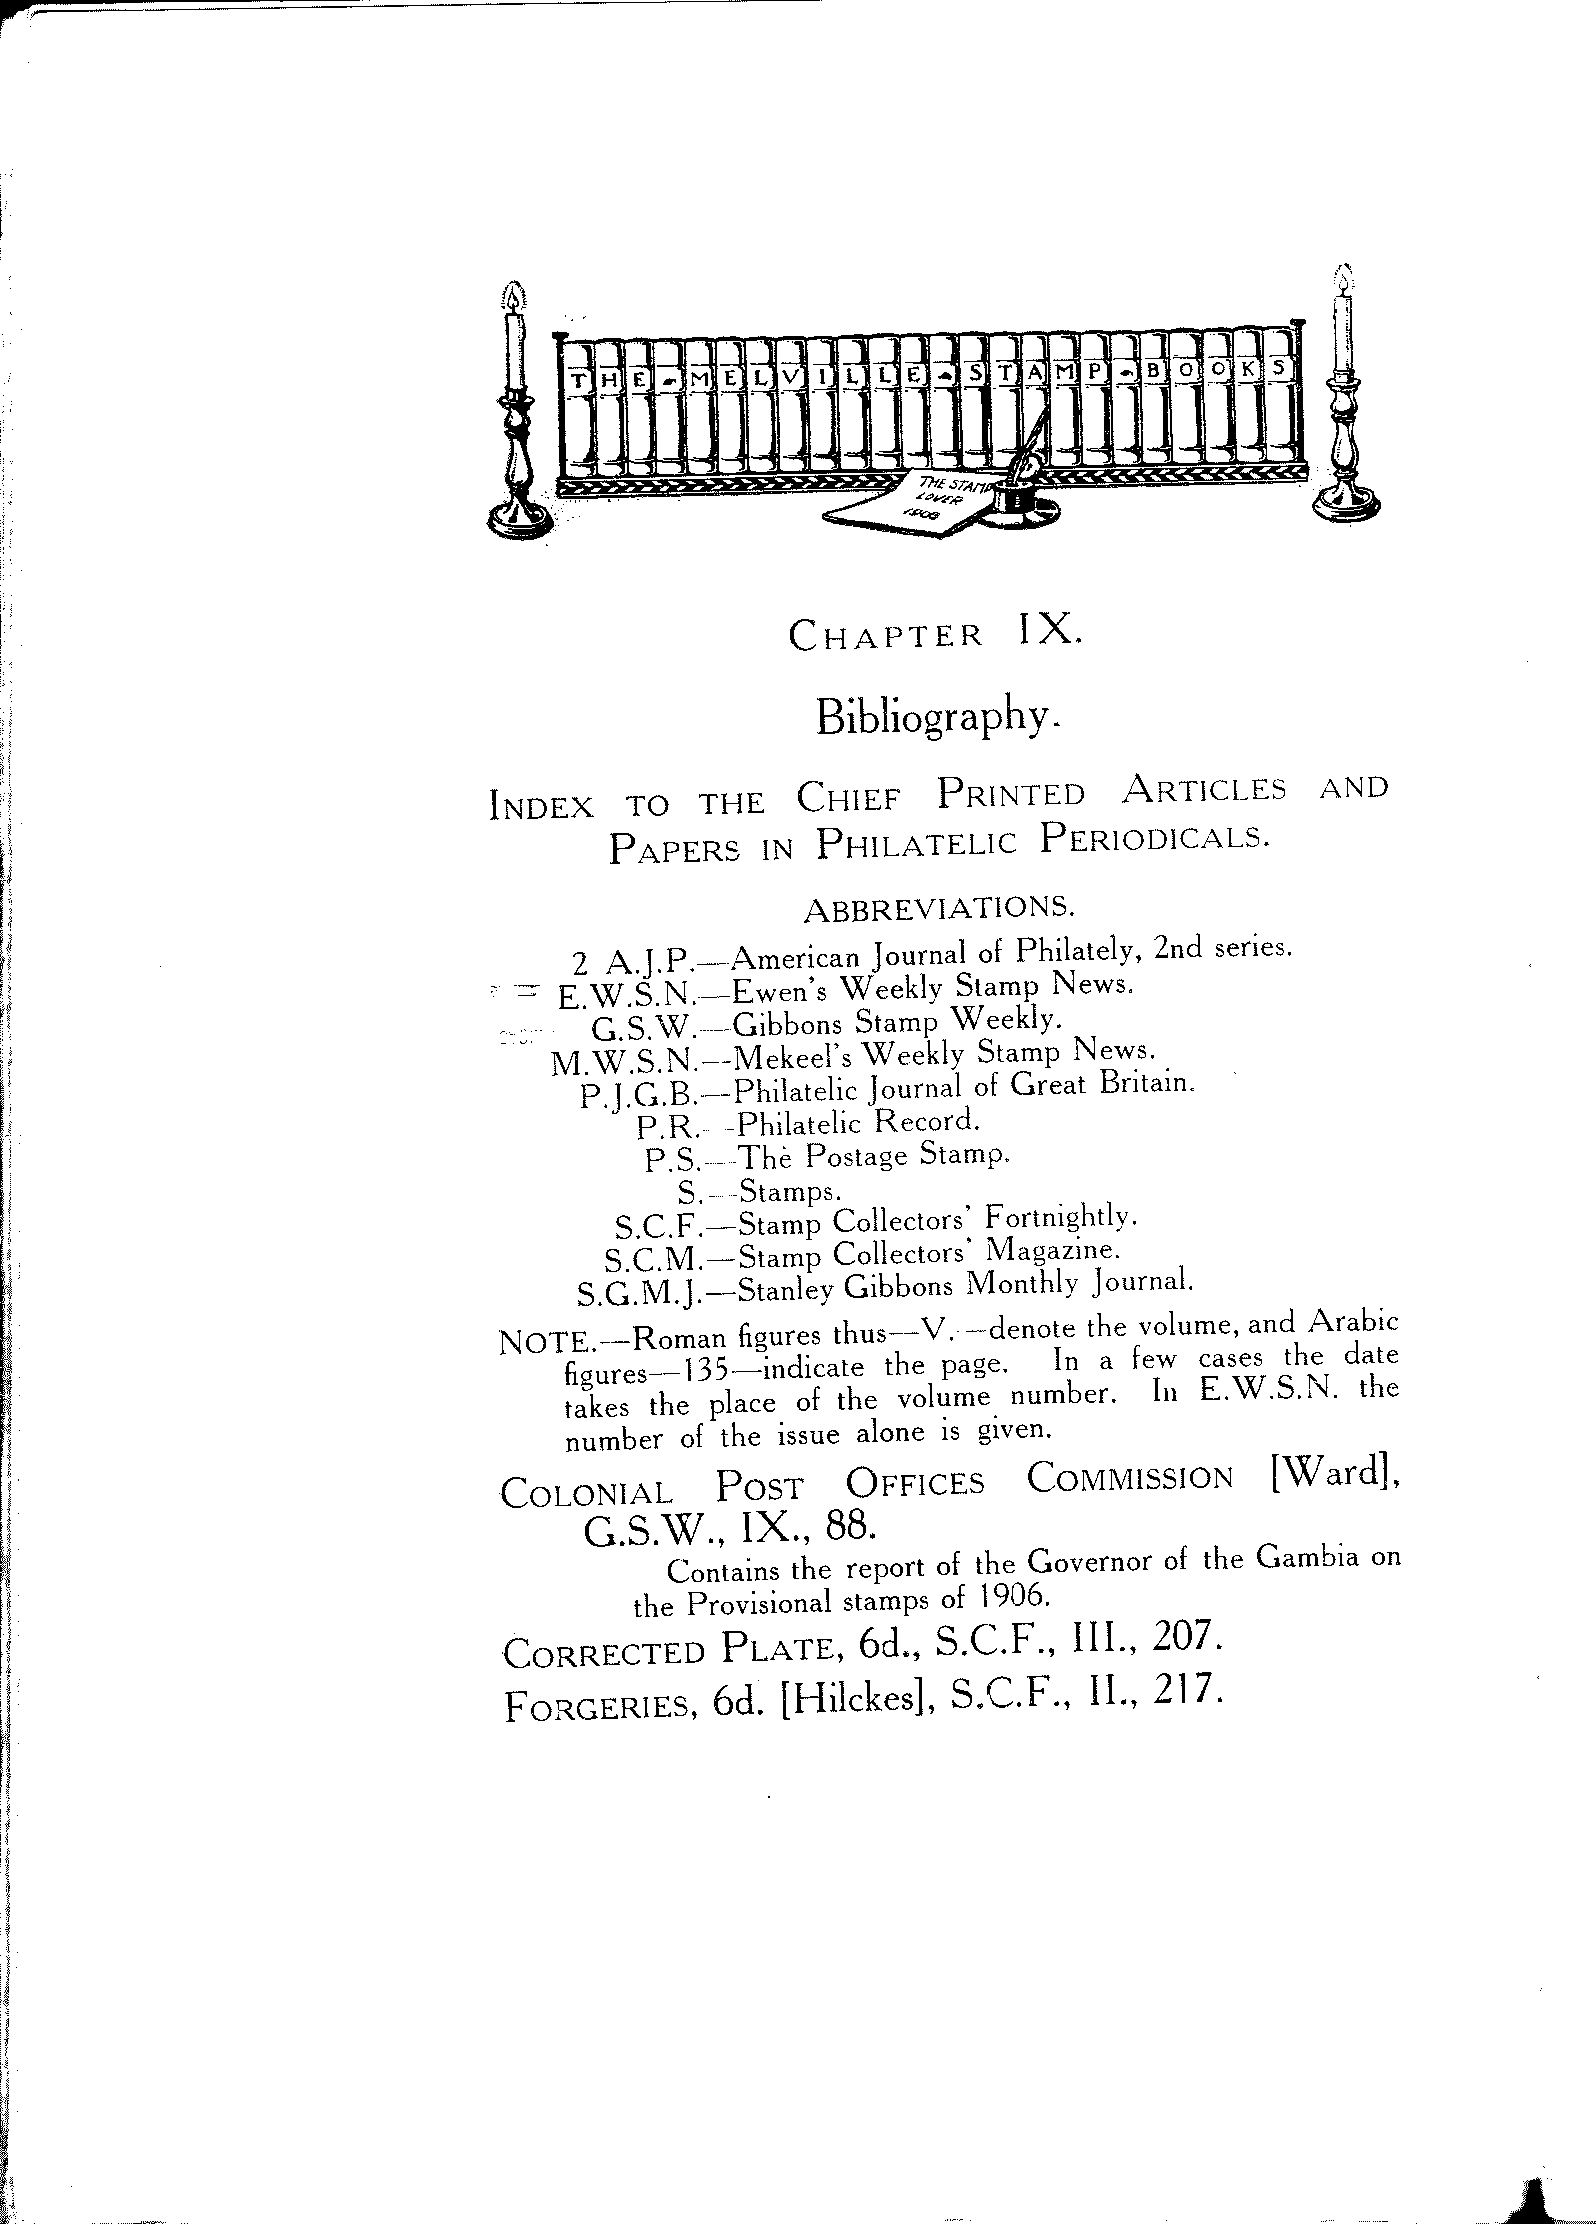 THE-MELVILLE-STAMP-BOOKS
THE STAMP
LOVER
1908
CHAPTER IX.
Bibliography.
INDEX TO THE CHIEF PRINTED ARTICLES AND
PAPERS IN PHILATELIC PERIODICALS.
ABBREVIATIONS.
2 A.J.P.—American Journal of Philately, 2nd series.
E.W.S.N.—Ewen's Weekly Stamp News.
G.S.W.—Gibbons Stamp Weekly.
M.W.S.N.—Mekeel's Weekly Stamp News.
P.J.G.B.—Philatelic Journal of Great Britain.
P.R.—Philatelic Record.
P.S.—The Postage Stamp.
S.—Stamps.
S.C.F.—Stamp Collectors' Fortnightly.
S.C.M.—Stamp Collectors' Magazine.
S.G.M.J.—Stanley Gibbons Monthly Journal.
NOTE.—Roman figures thus—V.—denote the volume, and Arabic
figures—135—indicate the page. In a few cases the date
takes the place of the volume number. In E.W.S.N. the
number of the issue alone is given.
COLONIAL POST OFFICES COMMISSION [Ward],
G.S.W., IX., 88.
Contains the report of the Governor of the Gambia on
the Provisional stamps of 1906.
CORRECTED PLATE, 6d., S.C.F., III., 207.
FORGERIES, 6d. [Hilckes], S.C.F., II., 217.